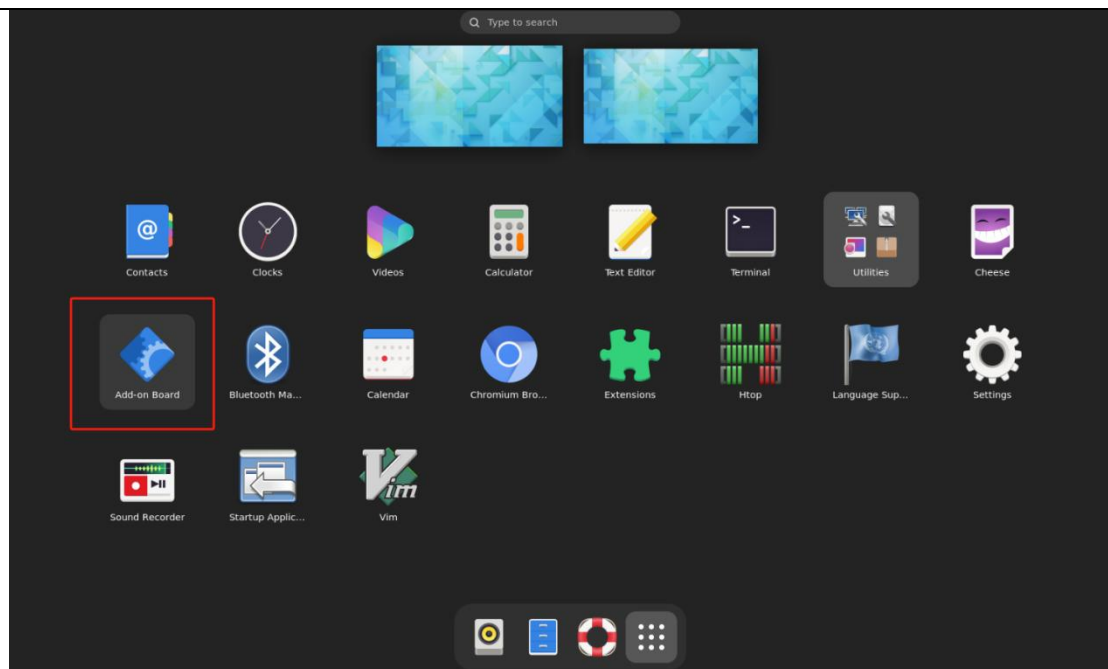 Type to search
@
>_
Contacts
Clocks
Videos
Calculator
Text Editor
Terminal
Utilities
Cheese
Add-on Board
Bluetooth Ma...
Calendar
Chromium Bro...
Extensions
Htop
Language Sup...
Settings
Vim
Sound Recorder
Startup Applic...
Vim